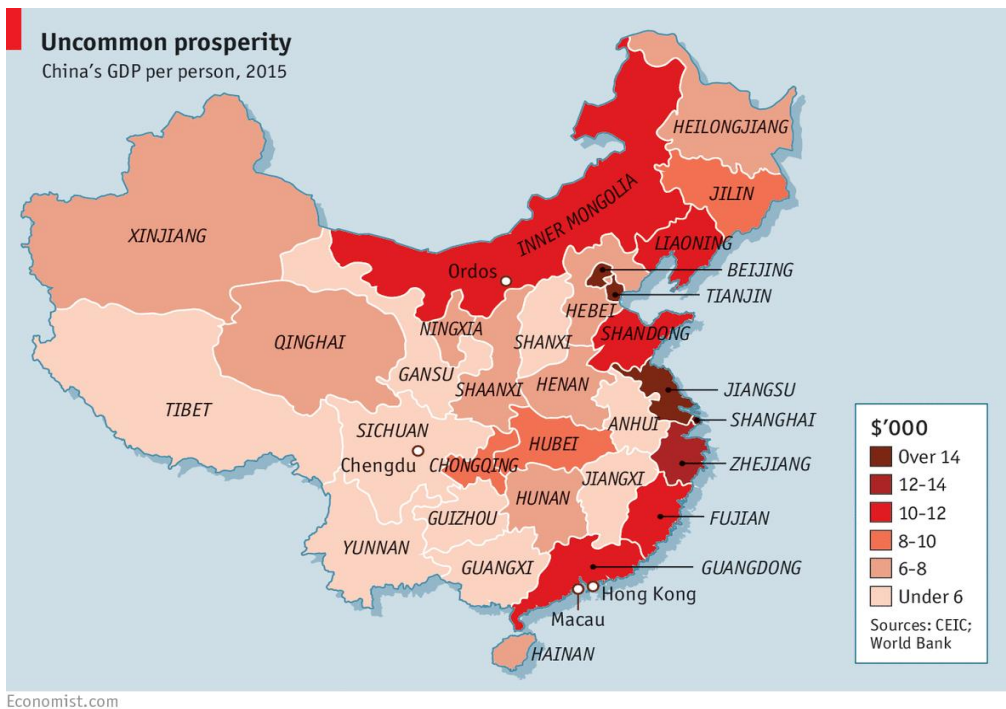 Uncommon prosperity
China's GDP per person, 2015
HEILONGJIANG
JILIN
XINJIANG
INNER MONGOLIA
LIAONING
Ordos
BEIJING
TIANJIN
HEBEI
NINGXIA
SHANDONG
QINGHAI
SHANXI
GANSU
SHAANXI
HENAN
JIANGSU
TIBET
SHANGHAI
ANHUI
SICHUAN
HUBEI
Chengdu
CHONGQING
ZHEJIANG
JIANGXI
HUNAN
GUIZHOU
FUJIAN
YUNNAN
GUANGXI
GUANGDONG
Hong Kong
Macau
HAINAN
$'000
Over 14
12-14
10-12
8-10
6-8
Under 6
Sources: CEIC;
World Bank
Economist.com